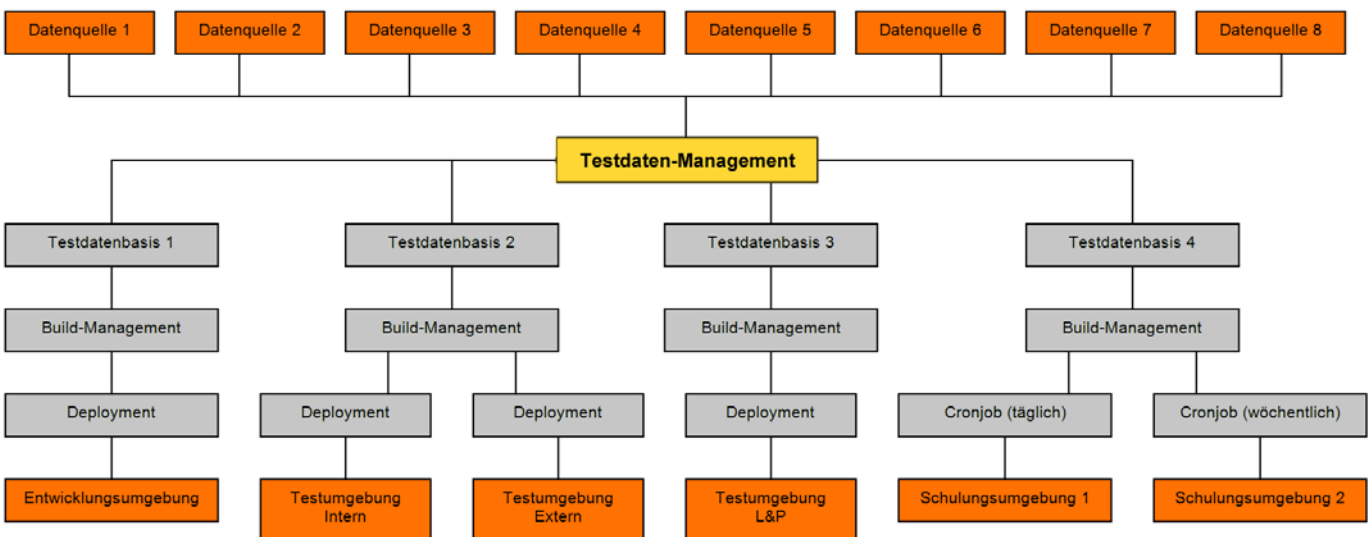 Datenquelle 1
Datenquelle 2
Datenquelle 3
Datenquelle 4
Datenquelle 5
Datenquelle 6
Datenquelle 7
Datenquelle 8
Testdaten-Management
Testdatenbasis 1
Testdatenbasis 2
Testdatenbasis 3
Testdatenbasis 4
Build-Management
Build-Management
Build-Management
Build-Management
Deployment
Deployment
Deployment
Deployment
Cronjob (täglich)
Cronjob (wöchentlich)
Entwicklungsumgebung
Testumgebung
Intern
Testumgebung
Extern
Testumgebung
L&P
Schulungsumgebung 1
Schulungsumgebung 2